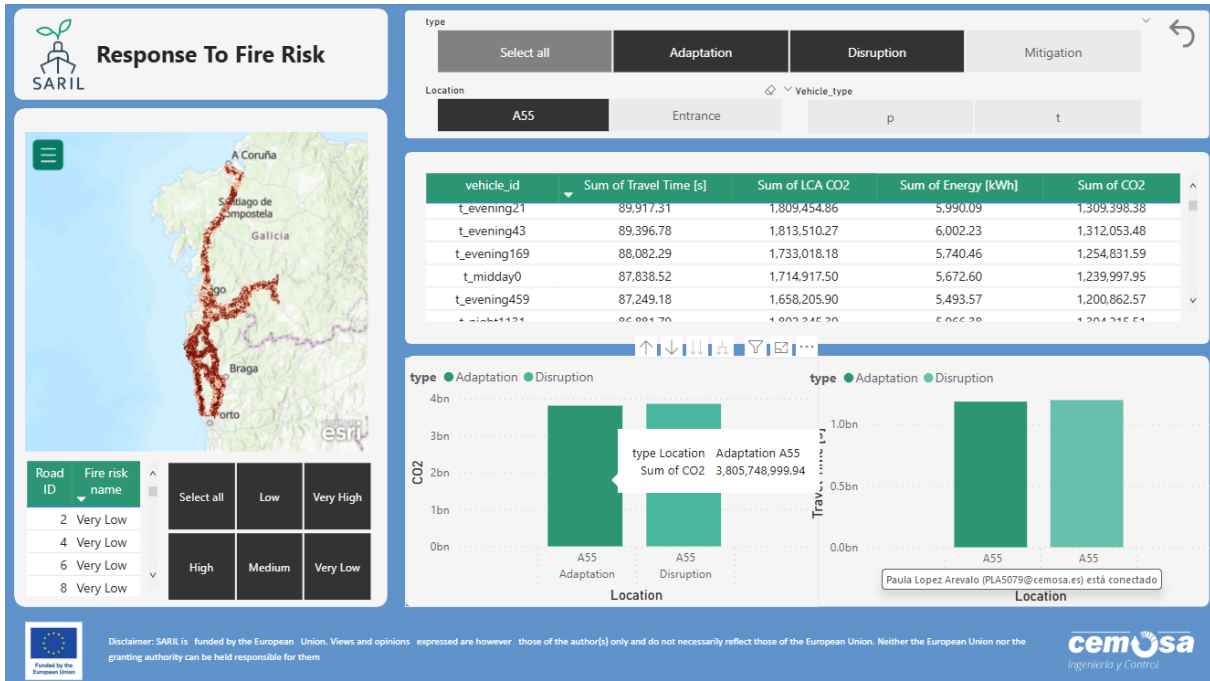 SARIL
Response To Fire Risk
type
Select all
Adaptation
Disruption
Mitigation
Location
Vehicle_type
A55
Entrance
p
t
A Coruña
Santiago de
Compostela
Galicia
Vigo
Braga
Porto
esri
Road ID
Fire risk name
2 Very Low
4 Very Low
6 Very Low
8 Very Low
Select all
Low
Very High
High
Medium
Very Low
vehicle_id Sum of Travel Time [s] Sum of LCA CO2 Sum of Energy [kWh] Sum of CO2
t_evening21 89,917.31 1,809,454.86 5,990.09 1,309,398.38
t_evening43 89,396.78 1,813,510.27 6,002.23 1,312,053.48
t_evening169 88,082.29 1,733,018.18 5,740.46 1,254,831.59
t_midday0 87,838.52 1,714,917.50 5,672.60 1,239,997.95
t_evening459 87,249.18 1,658,205.90 5,493.57 1,200,862.57
type Adaptation Disruption
4bn
3bn
2bn
1bn
0bn
CO2
type Location Adaptation A55
Sum of CO2 3,805,748,999.94
A55
Adaptation
A55
Disruption
Location
type Adaptation Disruption
1.0bn
0.5bn
0.0bn
Travel Time [s]
A55
A55
Paula Lopez Arevalo (PLA5079@cemosa.es) está conectado
Location
Funded by the
European Union
Disclaimer: SARIL is funded by the European Union. Views and opinions expressed are however those of the author(s) only and do not necessarily reflect those of the European Union. Neither the European Union nor the
granting authority can be held responsible for them
cemosa
Ingeniería y Control